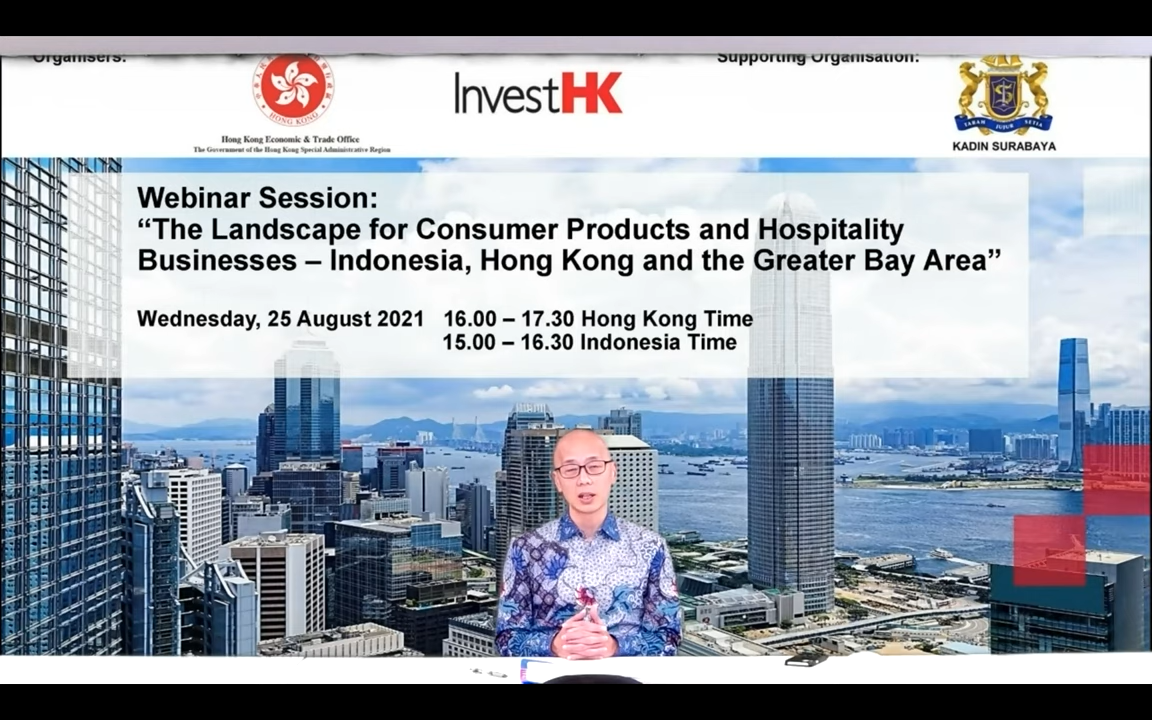 Organisers:
Supporting Organisation:
HONG KONG
InvestHK
Hong Kong Economic & Trade Office
The Government of the Hong Kong Special Administrative Region
KADIN SURABAYA
Webinar Session:
“The Landscape for Consumer Products and Hospitality
Businesses – Indonesia, Hong Kong and the Greater Bay Area”
Wednesday, 25 August 2021 16.00 – 17.30 Hong Kong Time
15.00 – 16.30 Indonesia Time